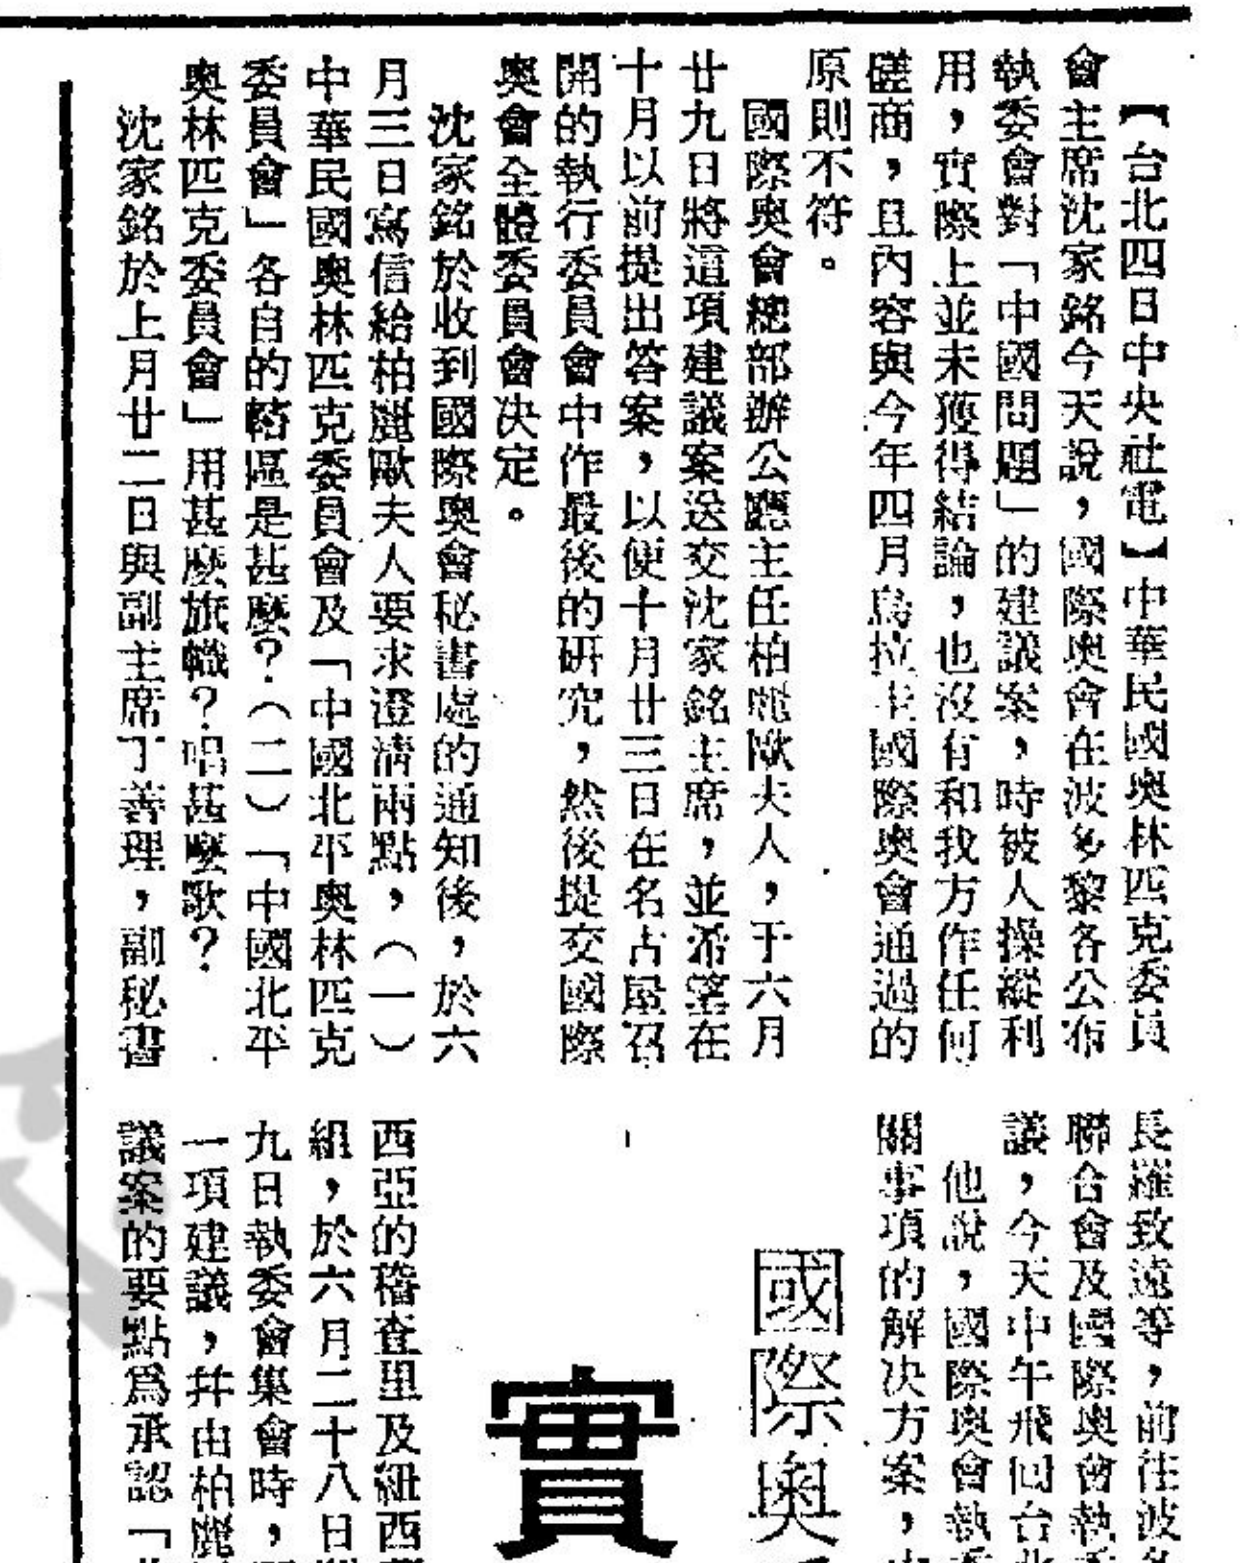 【台北四日中央社電】中華民國奧林匹克委員
會主席沈家銘今天說，國際奧會在波多黎各公布
執委會對「中國問題」的建議案，時被人操縱利
用，實際上並未獲得結論，也沒有和我方作任何
磋商，且內容與今年四月烏拉圭國際奧會通過的
原則不符。
國際奧會總部辦公廳主任柏麗歐夫人，于六月
廿九日將這項建議案送交沈家銘主席，並希望在
十月以前提出答案，以便十月廿三日在名古屋召
開的執行委員會中作最後的研究，然後提交國際
奧會全體委員會決定。
沈家銘於收到國際奧會秘書處的通知後，於六
月三日寫信給柏麗歐夫人要求澄清兩點，（一）
中華民國奧林匹克委員會及「中國北平奧林匹克
委員會」各自的轄區是甚麼？（二）「中國北平
奧林匹克委員會」用甚麼旗幟？唱甚麼歌？
沈家銘於上月廿二日與副主席丁善理，副秘書
長羅致遠等，前往波多
聯合會及國際奧會執委
議，今天中午飛回台北
他說，國際奧會執委
關事項的解決方案，
國際奧
實
西亞的稽查里及紐西
組，於六月二十八日
九日執委會集會時，
一項建議，幷由柏麗
議案的要點為承認「